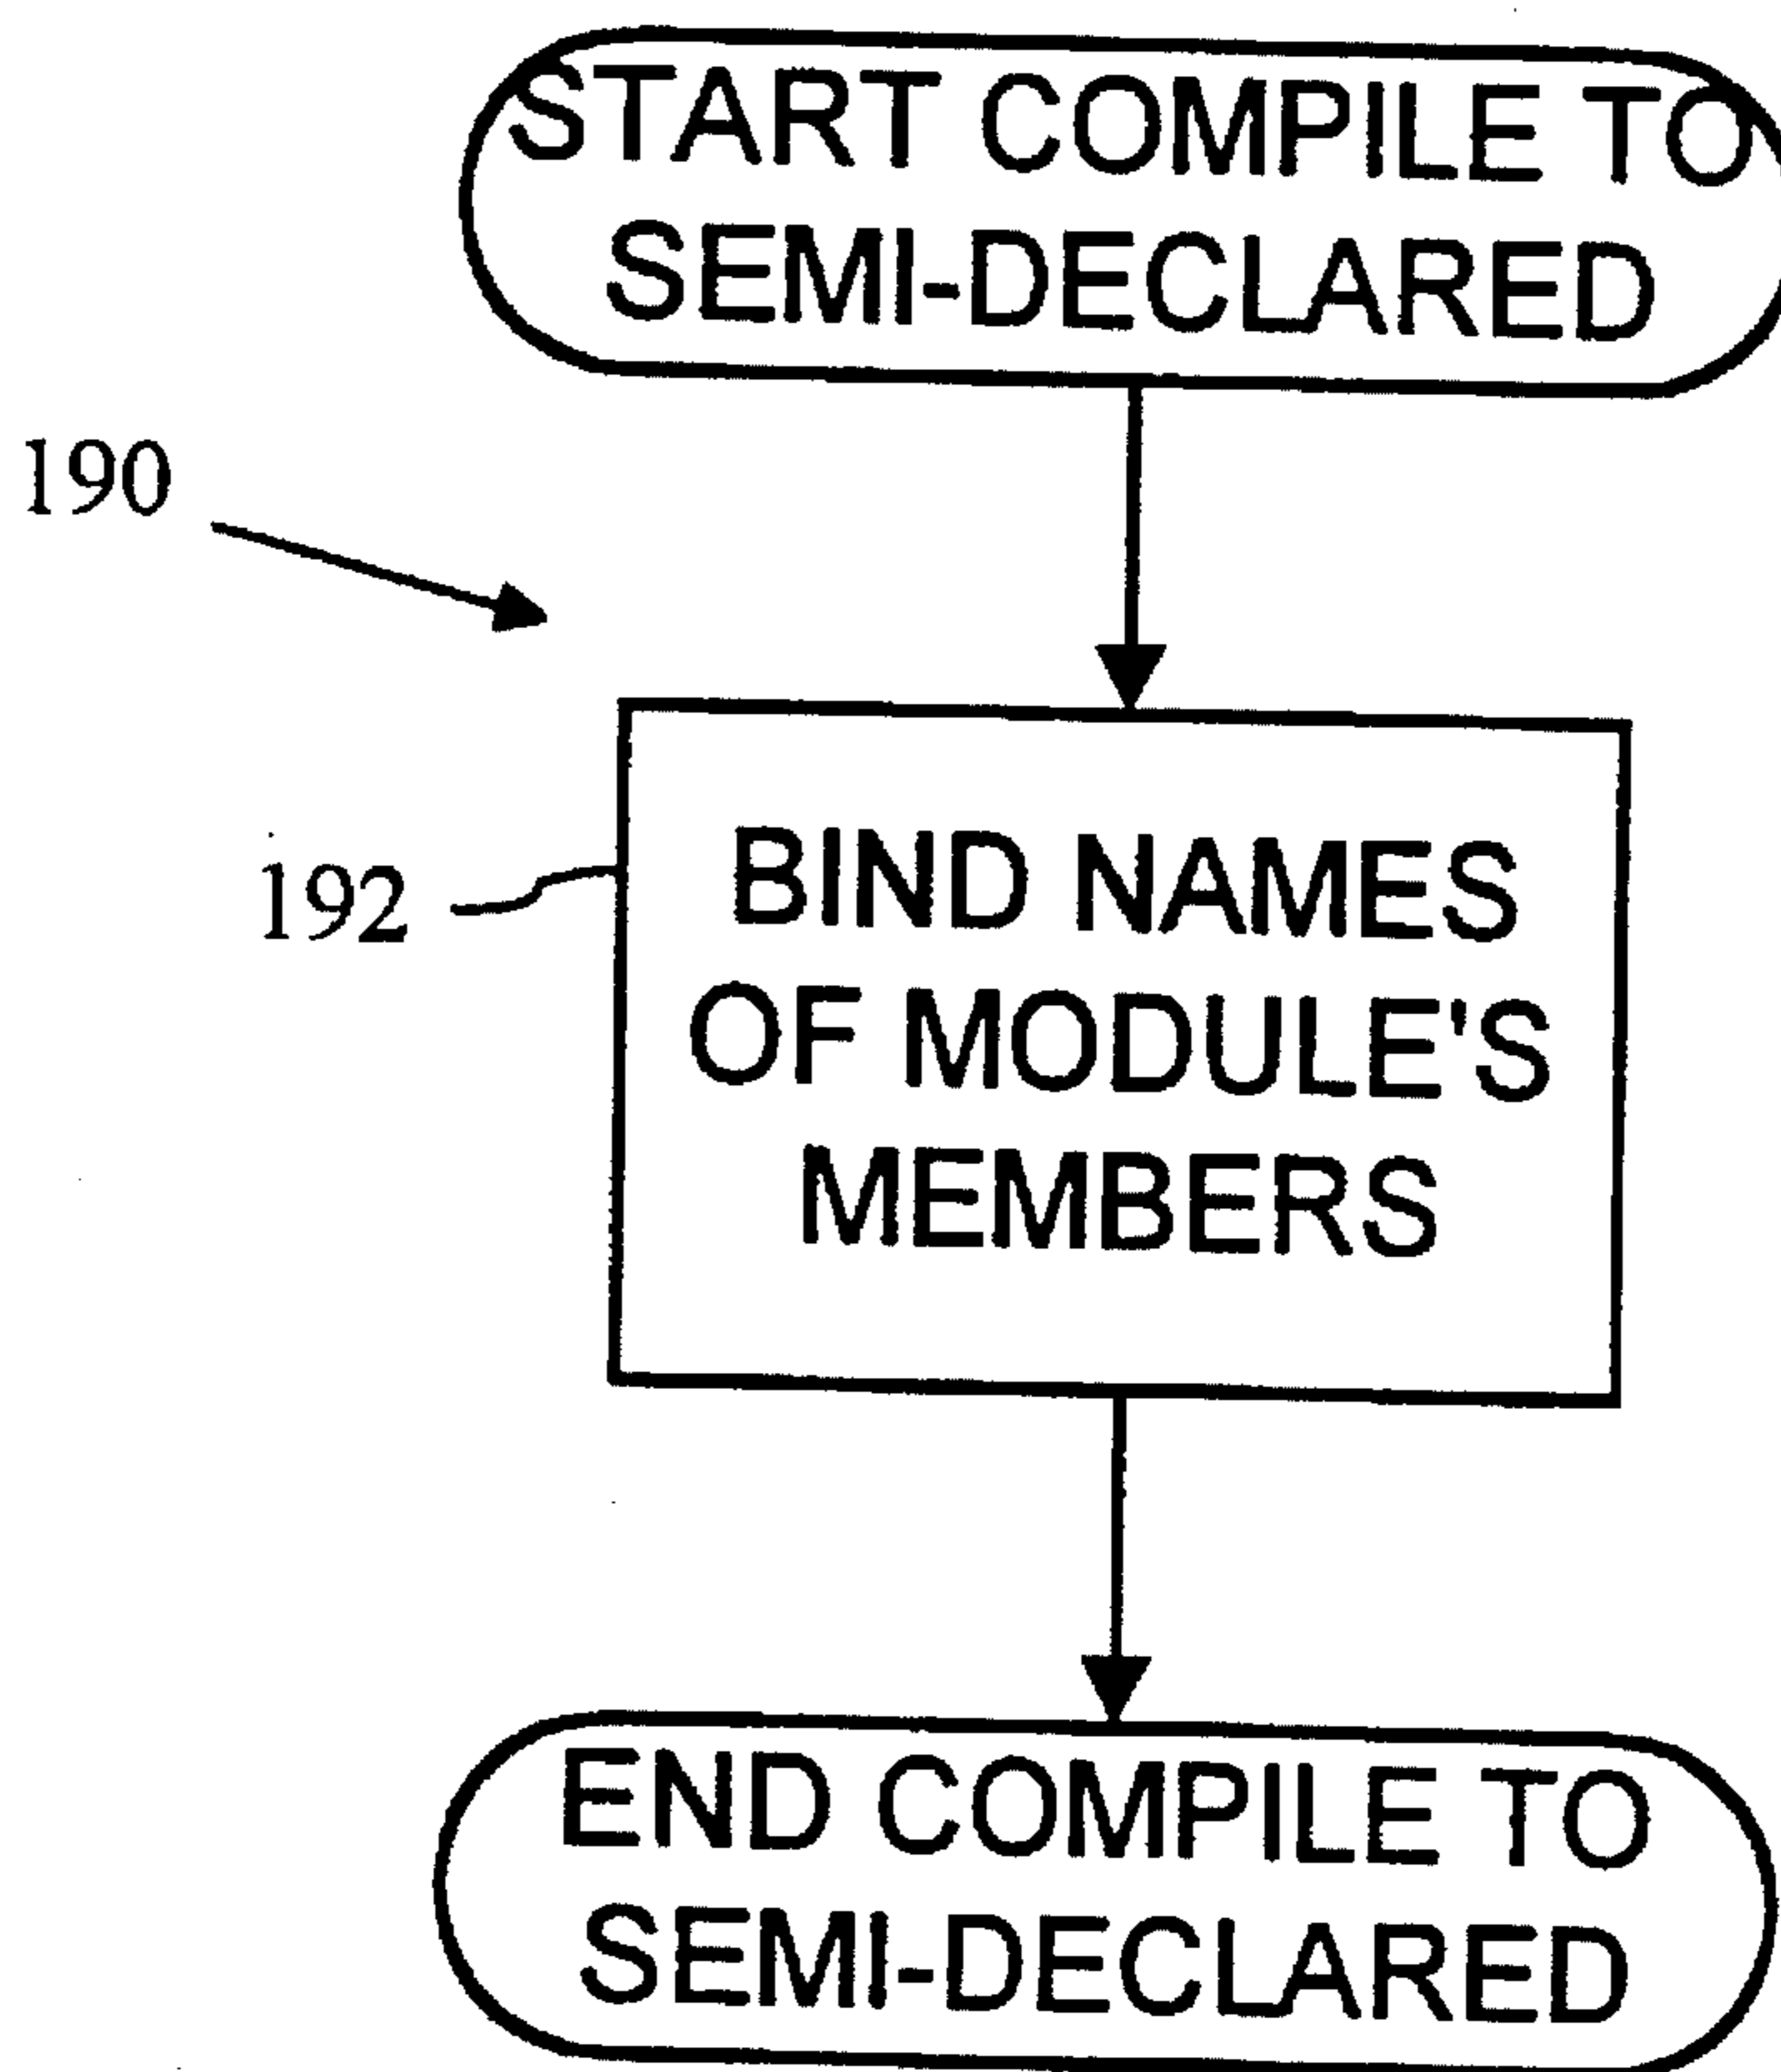 START COMPILE TO
SEMI-DECLARED
190
192
BIND NAMES
OF MODULE'S
MEMBERS
END COMPILE TO
SEMI-DECLARED